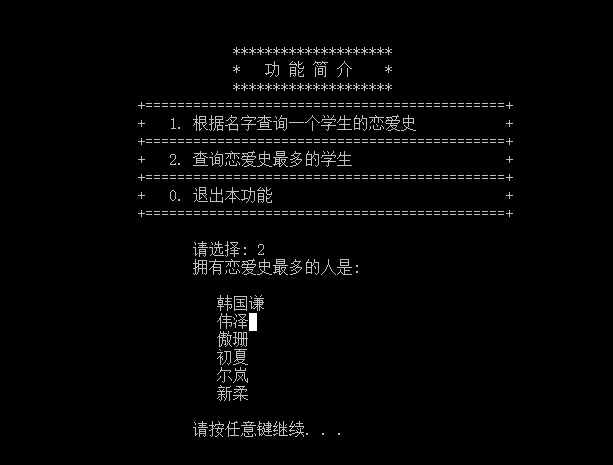 ********************
* 功 能 简 介 *
********************
+=============================================+
+ 1. 根据名字查询一个学生的恋爱史 +
+=============================================+
+ 2. 查询恋爱史最多的学生 +
+=============================================+
+ 0. 退出本功能 +
+=============================================+
请选择: 2
拥有恋爱史最多的人是:
韩国谦
伟泽
傲珊
初夏
尔岚
新柔
请按任意键继续. . .